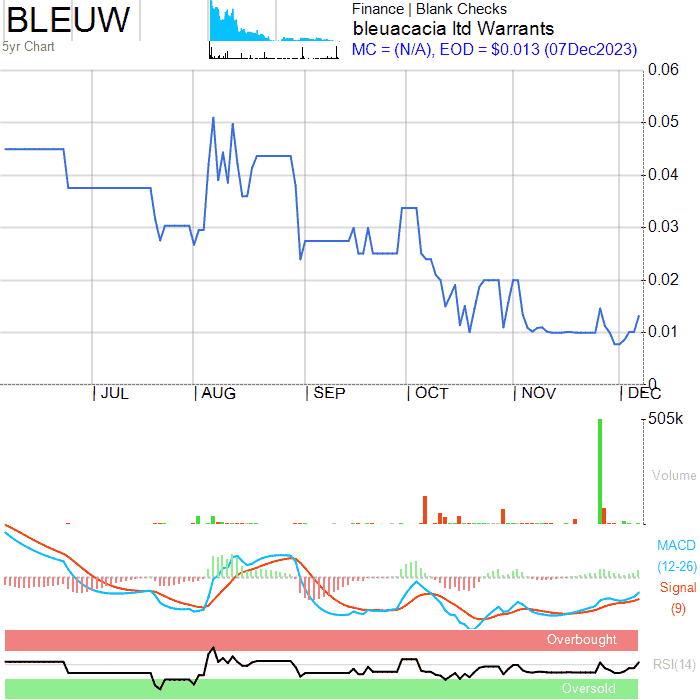 BLEUW
5yr Chart
Finance | Blank Checks
bleuacacia ltd Warrants
MC = (N/A), EOD = $0.013 (07Dec2023)
0.06
0.05
0.04
0.03
0.02
0.01
0
JUL AUG SEP OCT NOV DEC
505k
Volume
MACD
(12-26)
Signal
(9)
Overbought
RSI(14)
Oversold